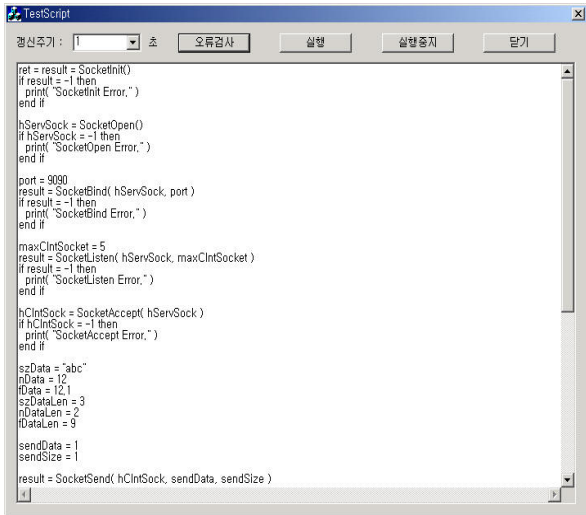 TestScript
갱신주기 : 1 초 오류검사 실행 실행중지 닫기
ret = result = SocketInit()
if result = -1 then
print( "SocketInit Error." )
end if
hServSock = SocketOpen()
if hServSock = -1 then
print( "SocketOpen Error." )
end if
port = 9090
result = SocketBind( hServSock, port )
if result = -1 then
print( "SocketBind Error." )
end if
maxClntSocket = 5
result = SocketListen( hServSock, maxClntSocket )
if result = -1 then
print( "SocketListen Error." )
end if
hClntSock = SocketAccept( hServSock )
if hClntSock = -1 then
print( "SocketAccept Error." )
end if
szData = "abc"
nData = 12
fData = 12.1
szDataLen = 3
nDataLen = 2
fDataLen = 9
sendData = 1
sendSize = 1
result = SocketSend( hClntSock, sendData, sendSize )